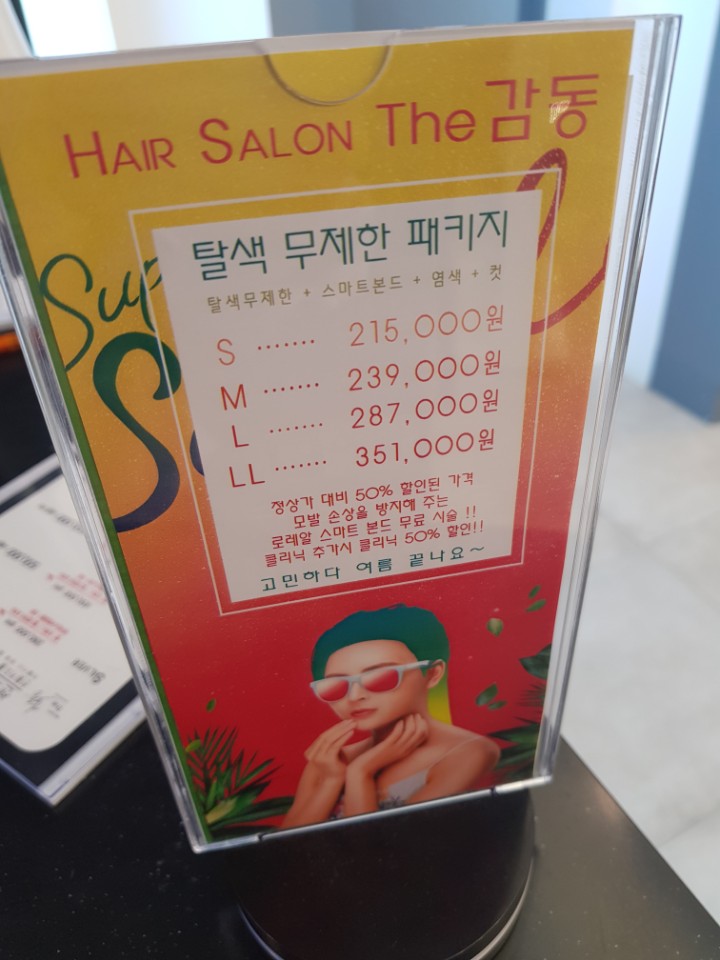 HAIR SALON The 감동
Sup
탈색 무제한 패키지
탈색무제한 + 스마트본드 + 염색 + 컷
S ······· 215,000원
M ······· 239,000원
L ······· 287,000원
LL ······· 351,000원
정상가 대비 50% 할인된 가격
모발 손상을 방지해 주는
로레알 스마트 본드 무료 시술 !!
클리닉 추가시 클리닉 50% 할인!!
고민하다 여름 끝나요~